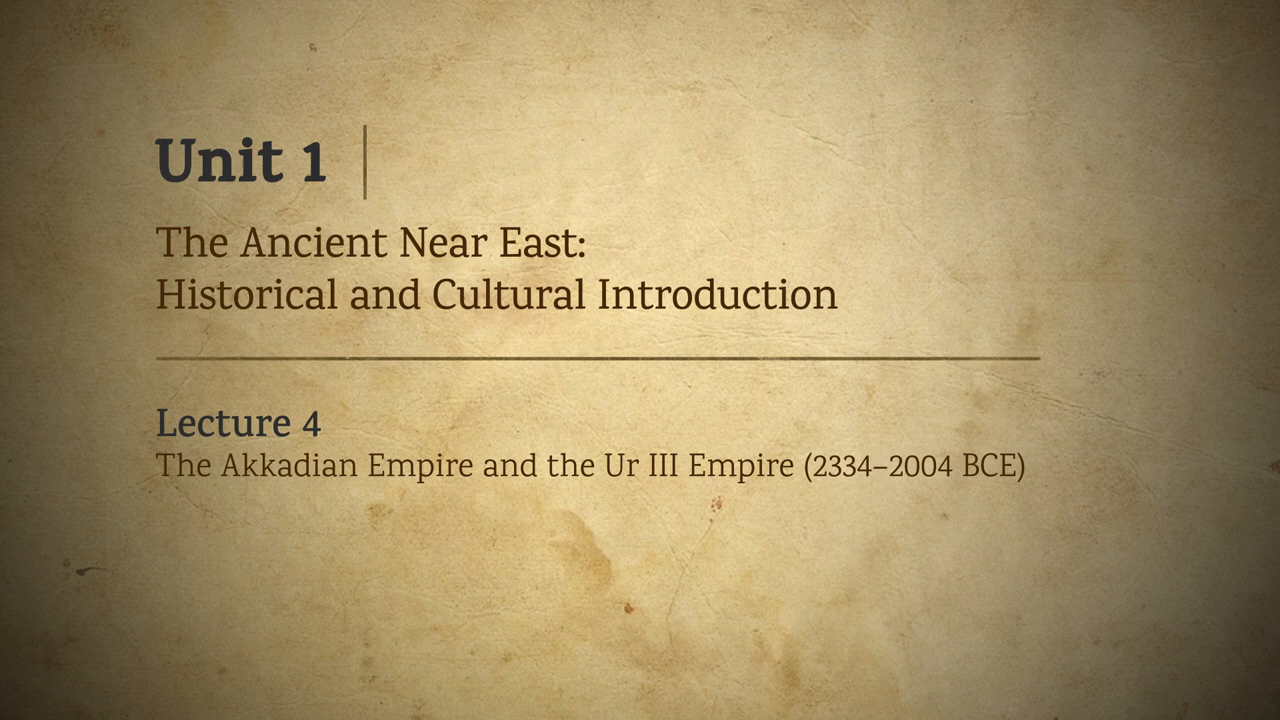 Unit 1
The Ancient Near East:
Historical and Cultural Introduction
Lecture 4
The Akkadian Empire and the Ur III Empire (2334–2004 BCE)